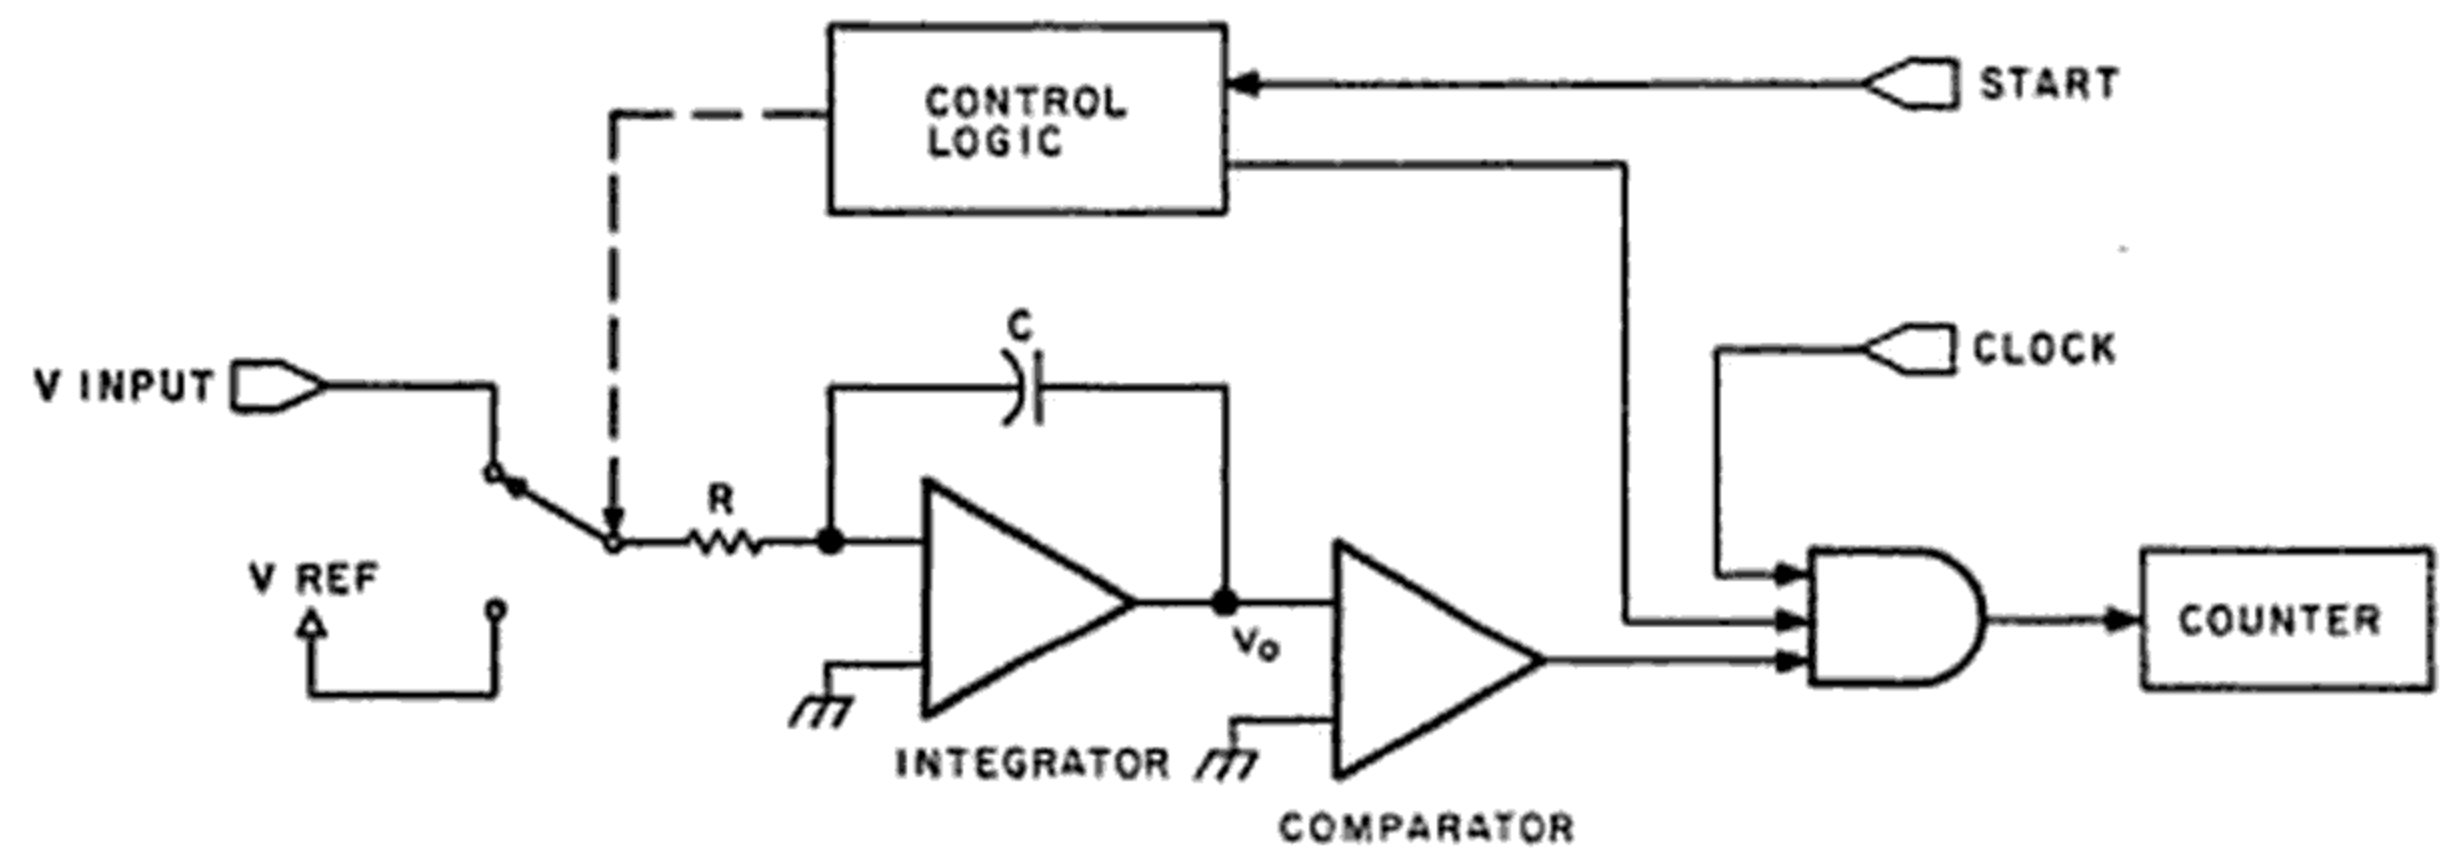 CONTROL
LOGIC
START
C
CLOCK
V INPUT
R
V REF
COUNTER
Vo
INTEGRATOR
COMPARATOR